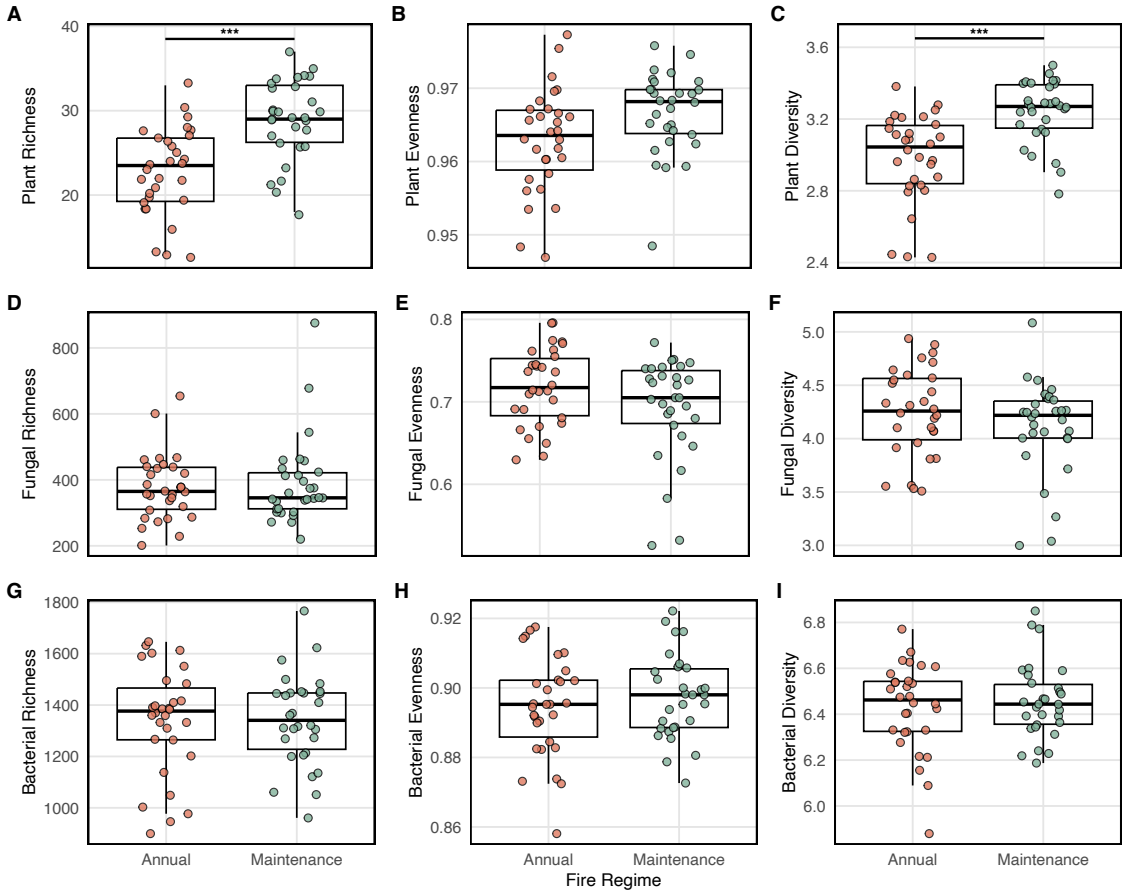 A
B
C
Plant Richness
40
30
20
***
Plant Evenness
0.97
0.96
0.95
Plant Diversity
3.6
3.2
2.8
2.4
***
D
E
F
Fungal Richness
800
600
400
200
Fungal Evenness
0.8
0.7
0.6
Fungal Diversity
5.0
4.5
4.0
3.5
3.0
G
H
I
Bacterial Richness
1800
1600
1400
1200
1000
Bacterial Evenness
0.92
0.90
0.88
0.86
Bacterial Diversity
6.8
6.6
6.4
6.2
6.0
Annual Maintenance
Annual Maintenance
Annual Maintenance
Fire Regime